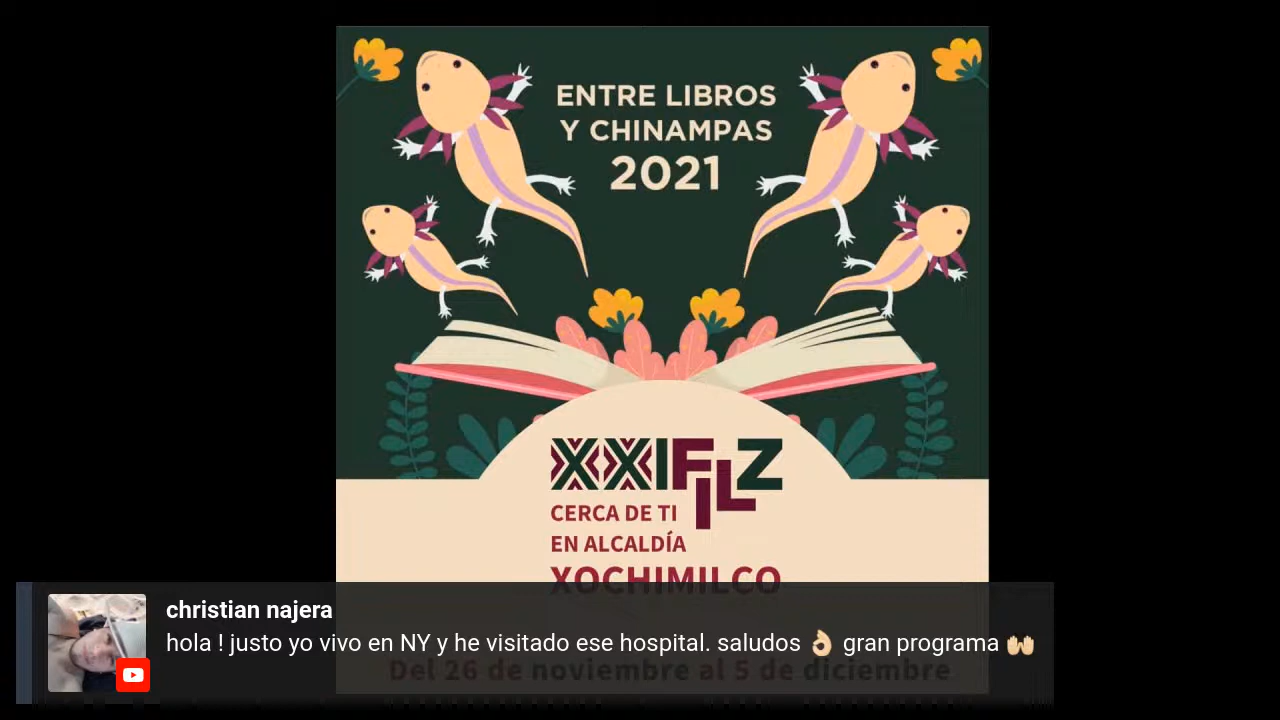 ENTRE LIBROS
Y CHINAMPAS
2021
XXIFILZ
CERCA DE TI
EN ALCALDÍA
XOCHIMILCO
christian najera
hola ! justo yo vivo en NY y he visitado ese hospital. saludos 👌🏼 gran programa 🙌🏼
Del 26 de noviembre al 5 de diciembre